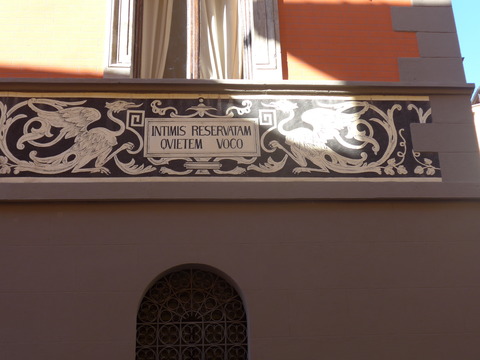 INTIMIS RESERVATAM
QVIETEM VOCO